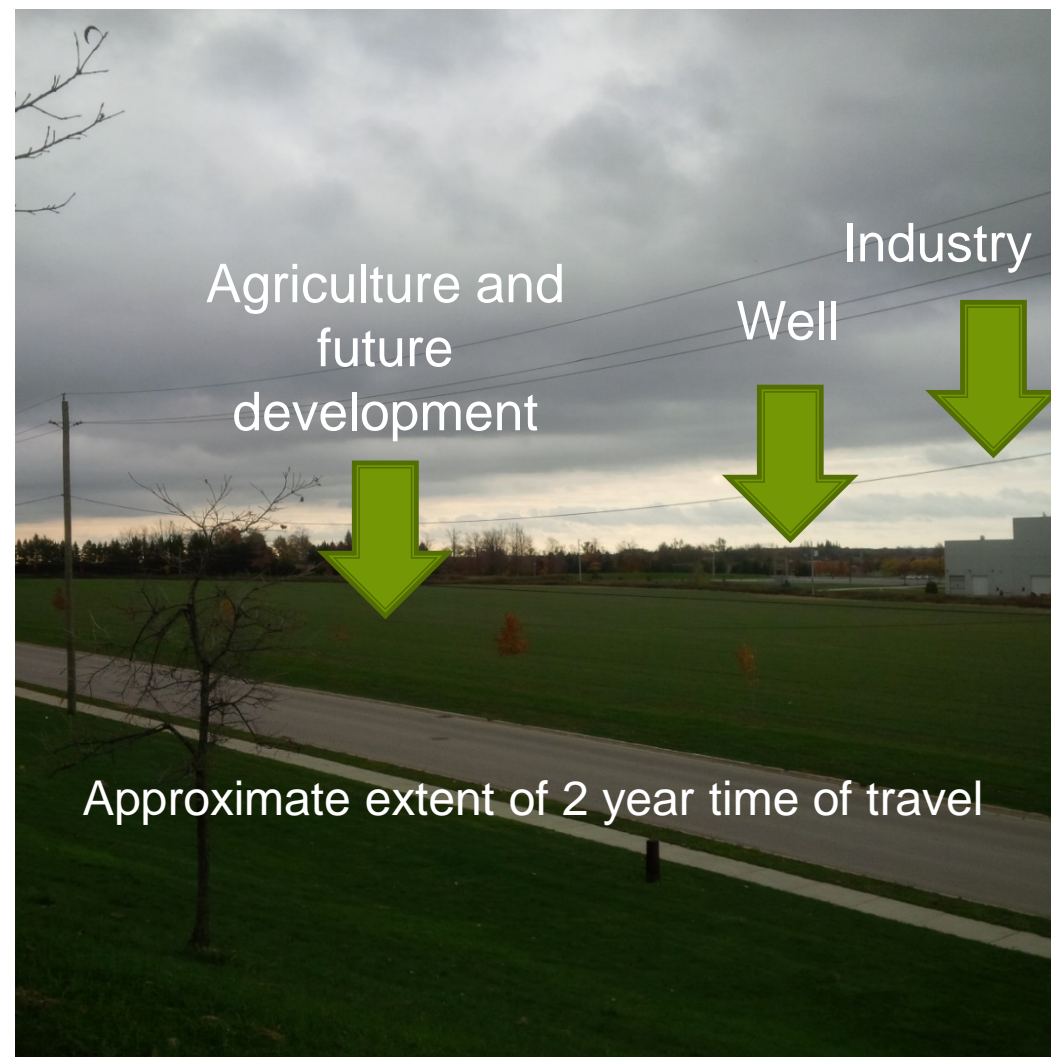 Industry
Agriculture and
future
development
Well
Approximate extent of 2 year time of travel